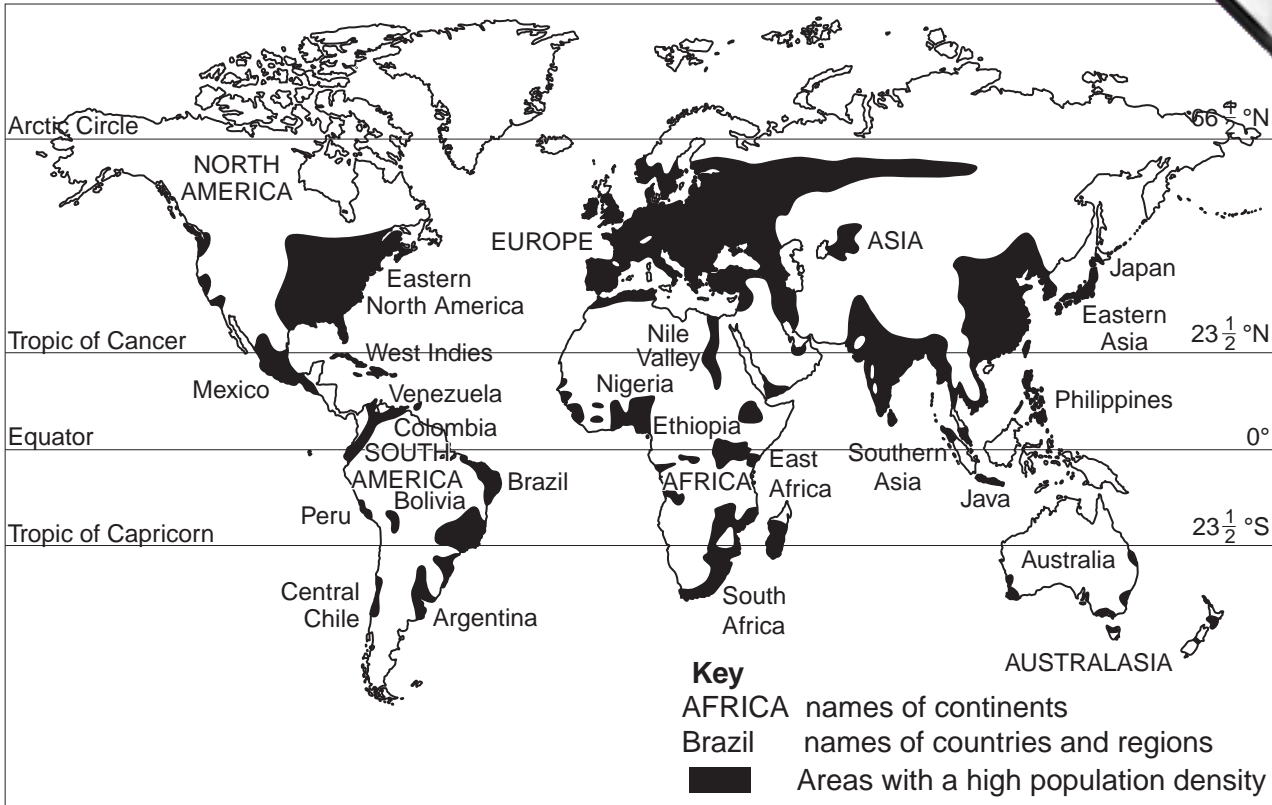 Arctic Circle
66 ½ °N
NORTH
AMERICA
EUROPE
ASIA
Eastern
North America
Japan
Eastern
Asia
Tropic of Cancer
23 ½ °N
Nile
Valley
West Indies
Mexico
Nigeria
Venezuela
Philippines
Colombia
Ethiopia
Equator
0°
SOUTH
AMERICA
Bolivia
Brazil
AFRICA
East
Africa
Southern
Asia
Java
Peru
Tropic of Capricorn
23 ½ °S
Australia
Central
Chile
Argentina
South
Africa
AUSTRALASIA
Key
AFRICA names of continents
Brazil names of countries and regions
Areas with a high population density